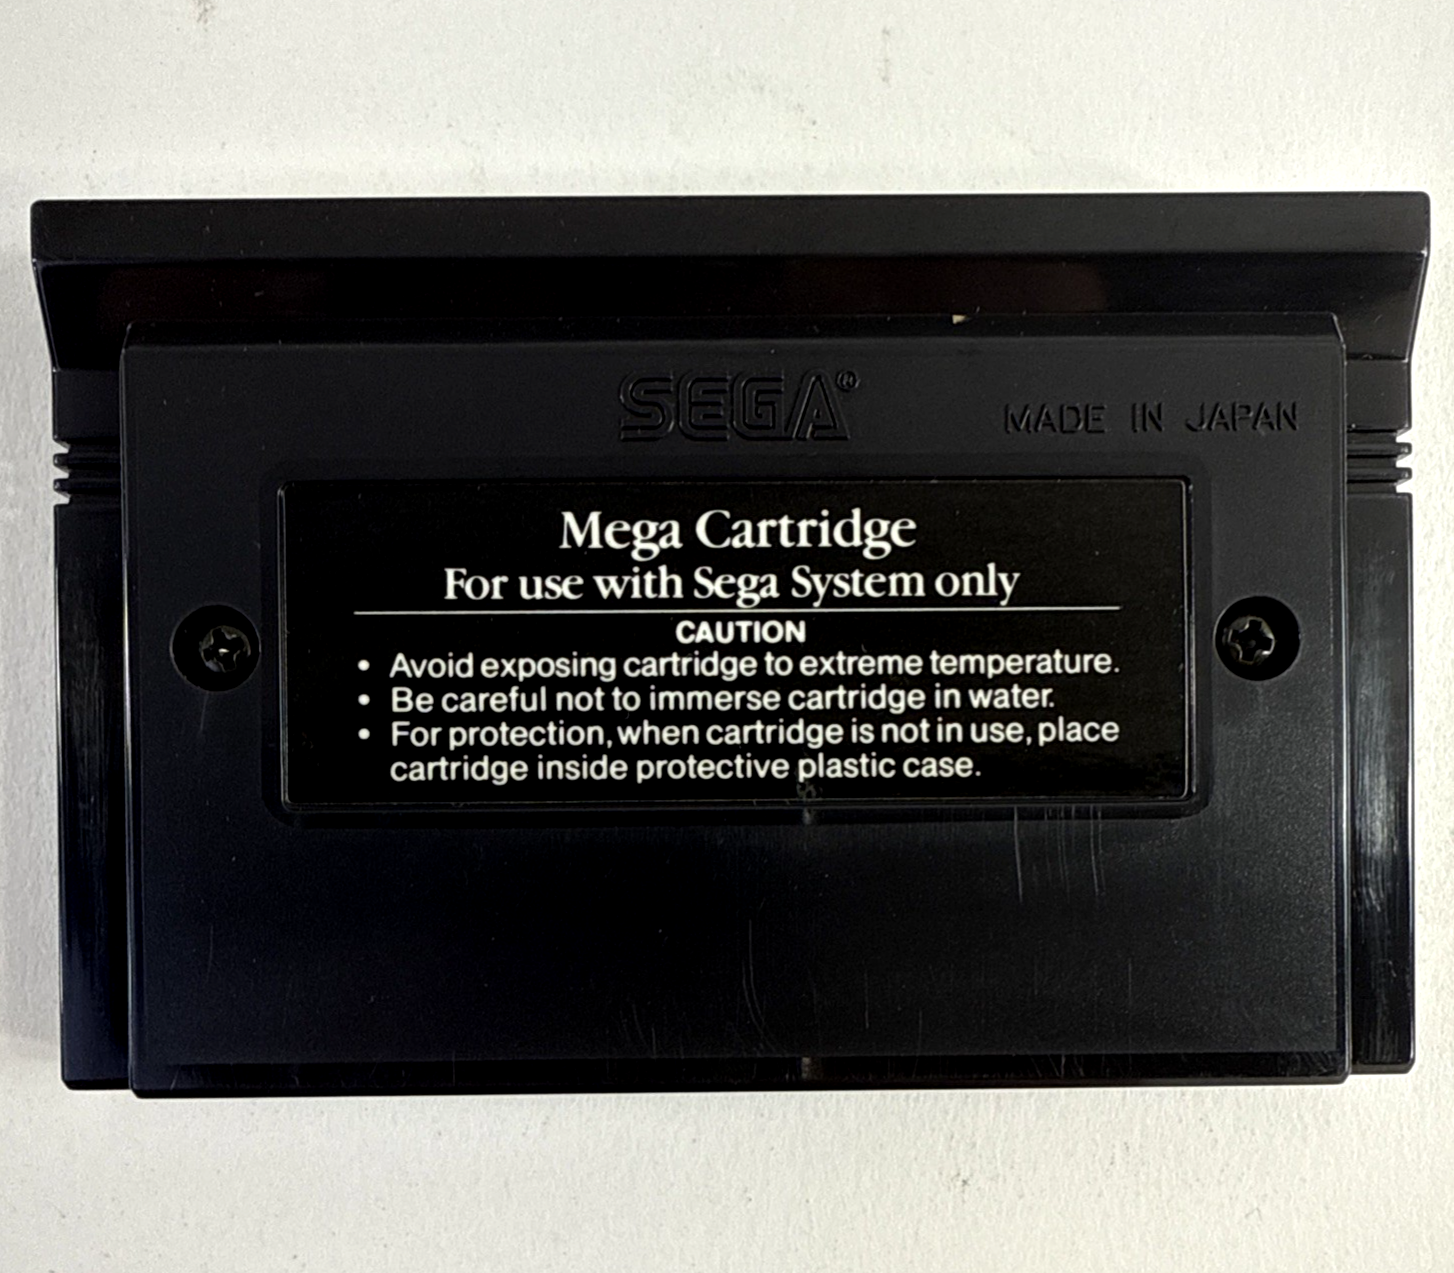 SEGA®
MADE IN JAPAN
Mega Cartridge
For use with Sega System only
CAUTION
• Avoid exposing cartridge to extreme temperature.
• Be careful not to immerse cartridge in water.
• For protection, when cartridge is not in use, place
cartridge inside protective plastic case.